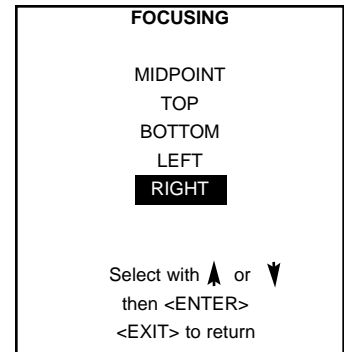 FOCUSING
MIDPOINT
TOP
BOTTOM
LEFT
RIGHT
Select with or
then <ENTER>
<EXIT> to return